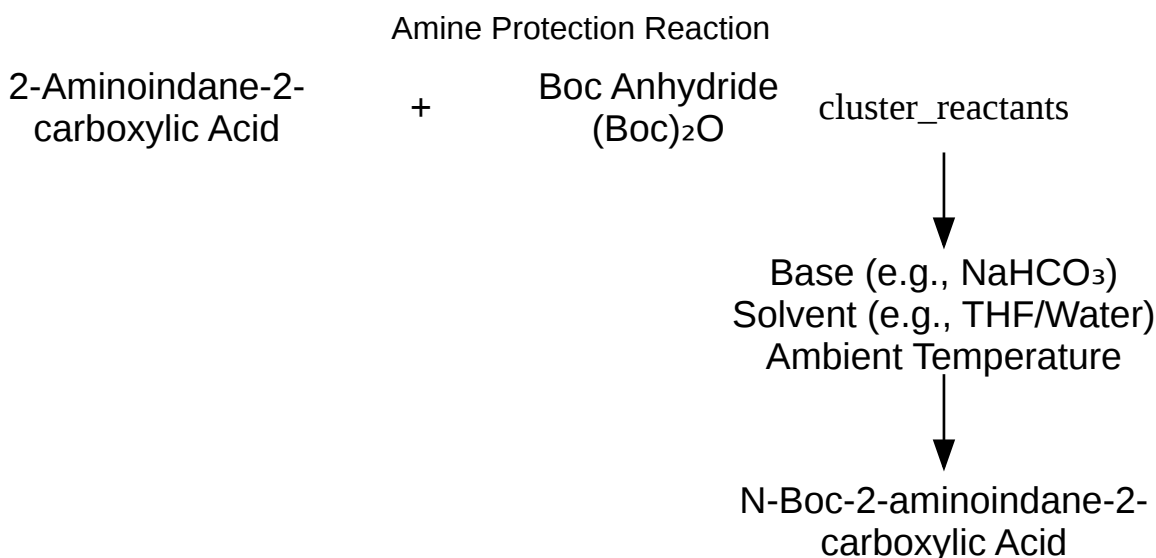 Amine Protection Reaction
2-Aminoindane-2-
carboxylic Acid
+
Boc Anhydride
(Boc)₂O
cluster_reactants
Base (e.g., NaHCO₃)
Solvent (e.g., THF/Water)
Ambient Temperature
N-Boc-2-aminoindane-2-
carboxylic Acid